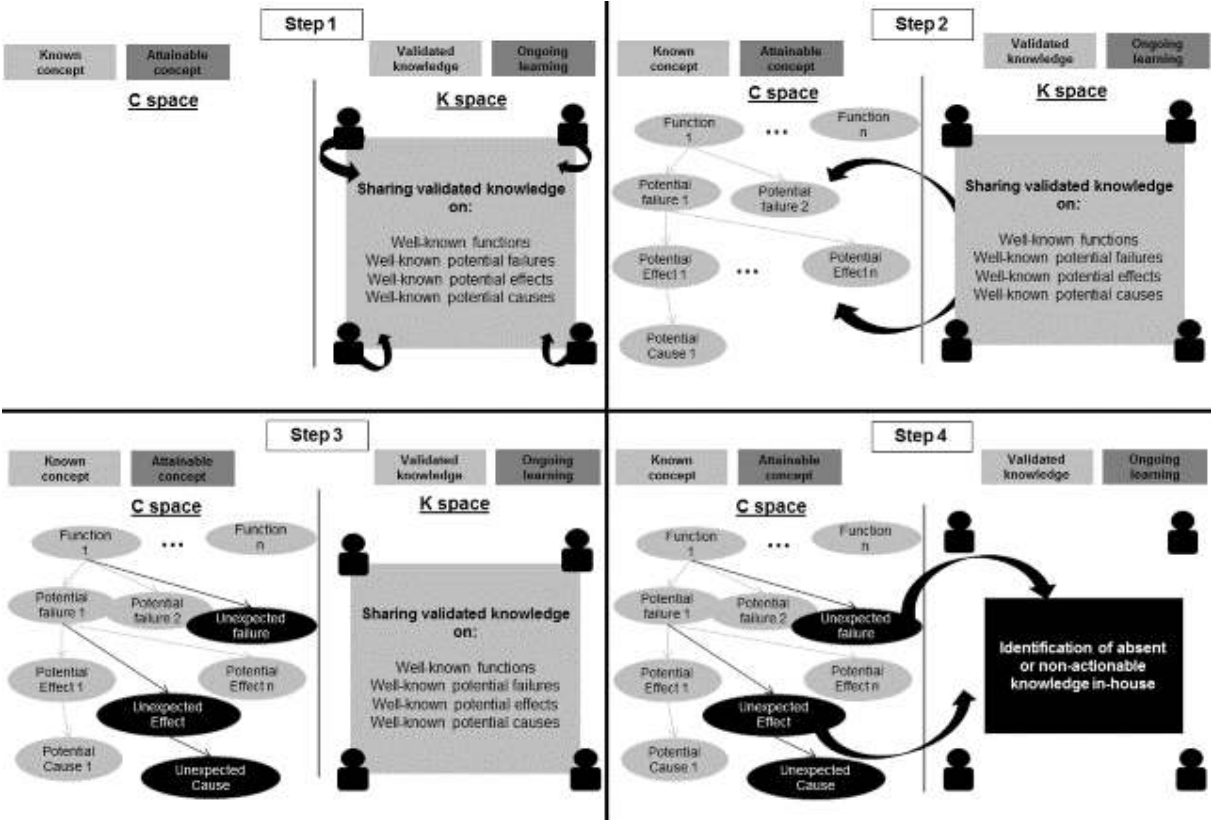 Step 1
Known
concept
Attainable
concept
Validated
knowledge
Ongoing
learning
C space
K space
Sharing validated knowledge
on:
Well-known functions
Well-known potential failures
Well-known potential effects
Well-known potential causes
Step 2
Known
concept
Attainable
concept
Validated
knowledge
Ongoing
learning
C space
K space
Function
1
...
Function
n
Potential
failure 1
Potential
failure 2
Potential
Effect 1
...
Potential
Effect n
Potential
Cause 1
Sharing validated knowledge
on:
Well-known functions
Well-known potential failures
Well-known potential effects
Well-known potential causes
Step 3
Known
concept
Attainable
concept
Validated
knowledge
Ongoing
learning
C space
K space
Function
1
...
Function
n
Potential
failure 1
Potential
failure 2
Unexpected
failure
Potential
Effect 1
Potential
Effect n
Unexpected
Effect
Potential
Cause 1
Unexpected
Cause
Sharing validated knowledge
on:
Well-known functions
Well-known potential failures
Well-known potential effects
Well-known potential causes
Step 4
Known
concept
Attainable
concept
Validated
knowledge
Ongoing
learning
C space
Function
1
...
Function
n
Potential
failure 1
Potential
failure 2
Unexpected
failure
Potential
Effect 1
Potential
Effect n
Unexpected
Effect
Potential
Cause 1
Unexpected
Cause
Identification of absent
or non-actionable
knowledge in-house